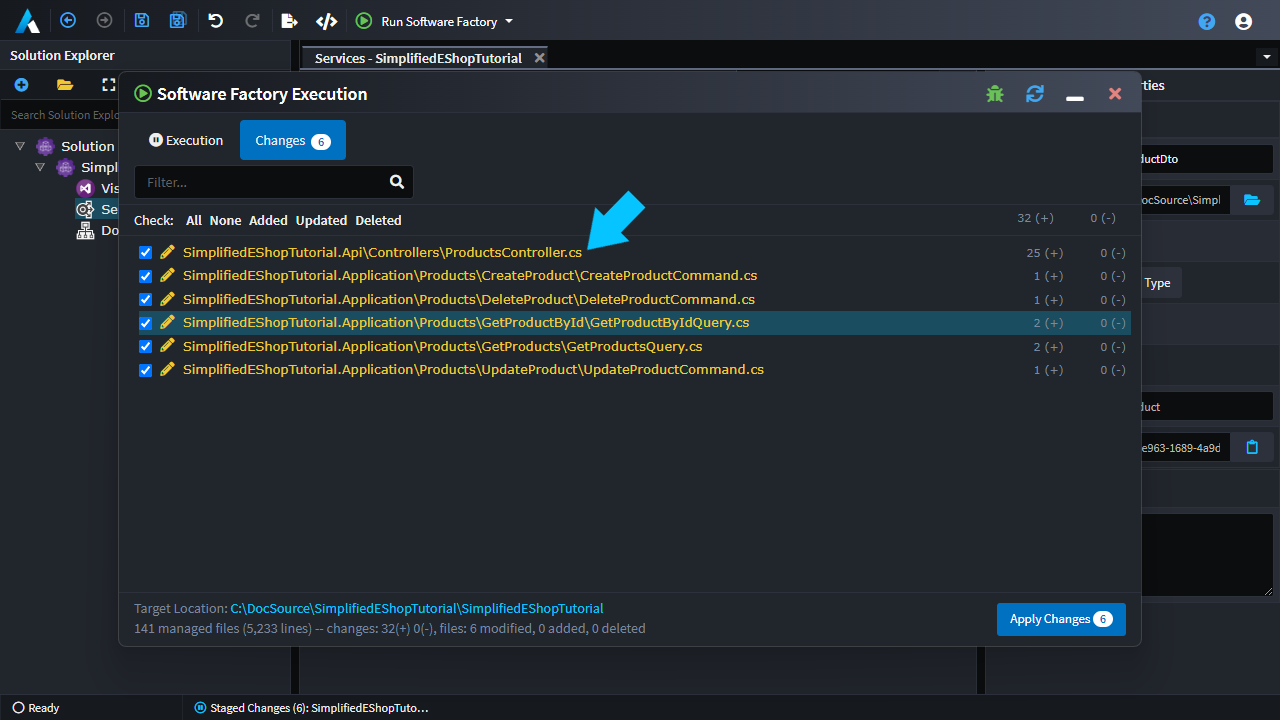 Run Software Factory
Solution Explorer
Services - SimplifiedEShopTutorial
Search Solution Explo
Solution
Simpl
Vis
Se
Do
Software Factory Execution
Execution
Changes 6
Filter...
Check: All None Added Updated Deleted 32 (+) 0 (-)
SimplifiedEShopTutorial.Api\Controllers\ProductsController.cs 25 (+) 0 (-)
SimplifiedEShopTutorial.Application\Products\CreateProduct\CreateProductCommand.cs 1 (+) 0 (-)
SimplifiedEShopTutorial.Application\Products\DeleteProduct\DeleteProductCommand.cs 1 (+) 0 (-)
SimplifiedEShopTutorial.Application\Products\GetProductById\GetProductByIdQuery.cs 2 (+) 0 (-)
SimplifiedEShopTutorial.Application\Products\GetProducts\GetProductsQuery.cs 2 (+) 0 (-)
SimplifiedEShopTutorial.Application\Products\UpdateProduct\UpdateProductCommand.cs 1 (+) 0 (-)
Target Location: C:\DocSource\SimplifiedEShopTutorial\SimplifiedEShopTutorial
141 managed files (5,233 lines) -- changes: 32(+) 0(-), files: 6 modified, 0 added, 0 deleted
Apply Changes 6
rties
ductDto
ocSource\Simpl
Type
duct
e963-1689-4a9d
Ready
Staged Changes (6): SimplifiedEShopTuto...